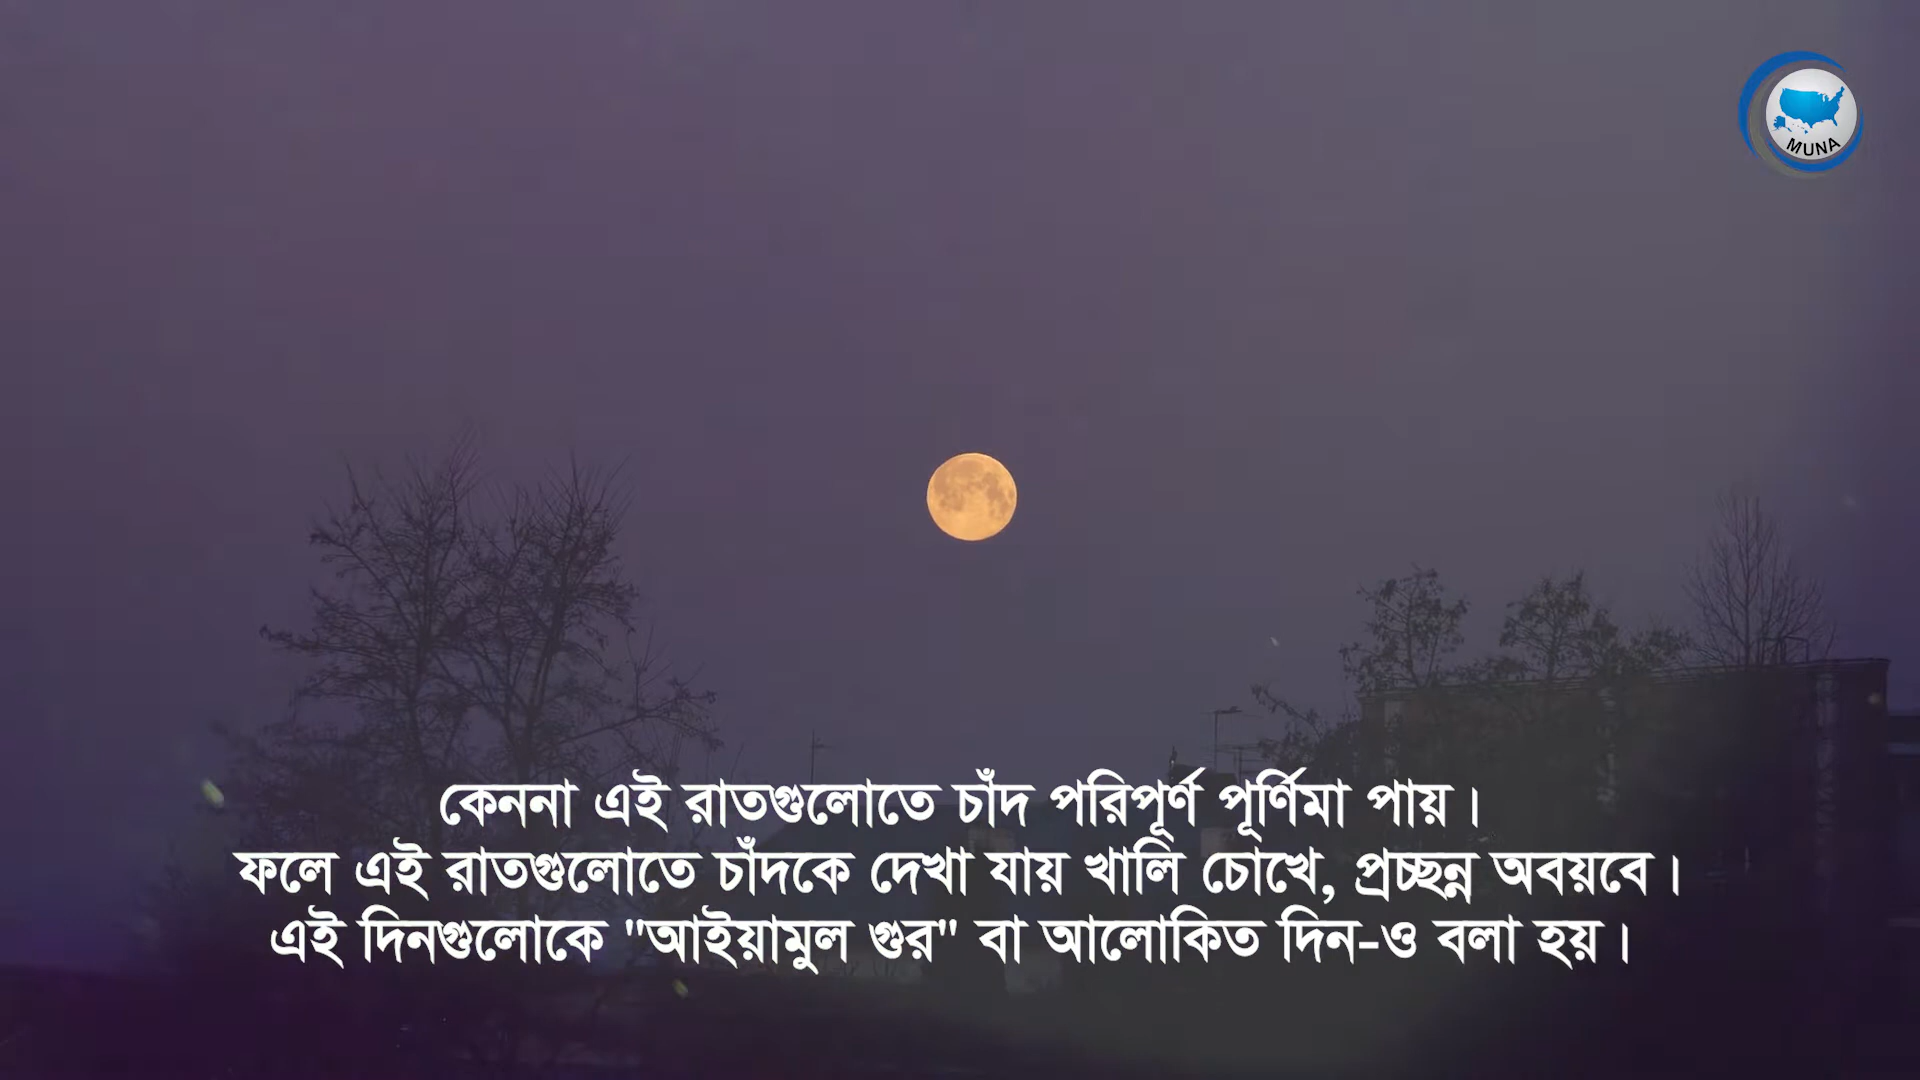 MUNA
কেননা এই রাতগুলোতে চাঁদ পরিপূর্ণ পূর্ণিমা পায়।
ফলে এই রাতগুলোতে চাঁদকে দেখা যায় খালি চোখে, প্রচ্ছন্ন অবয়বে।
এই দিনগুলোকে "আইয়ামুল গুর" বা আলোকিত দিন-ও বলা হয়।